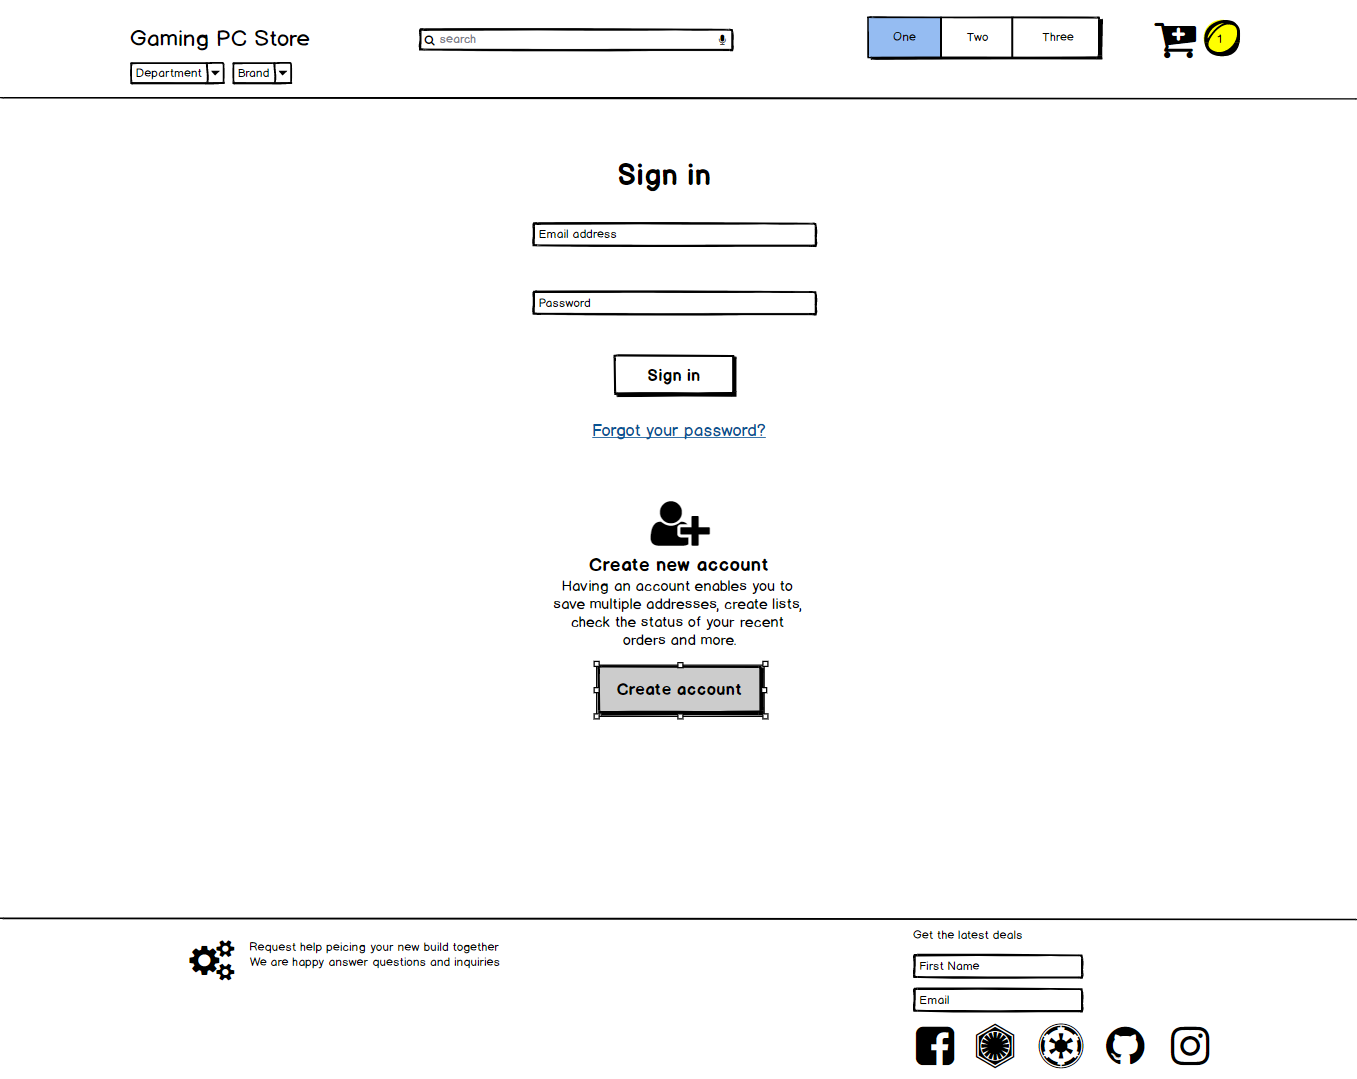 Gaming PC Store
search
One
Two
Three
1
Department
Brand
Sign in
Email address
Password
Sign in
Forgot your password?
Create new account
Having an account enables you to
save multiple addresses, create lists,
check the status of your recent
orders and more.
Create account
Request help peicing your new build together
We are happy answer questions and inquiries
Get the latest deals
First Name
Email